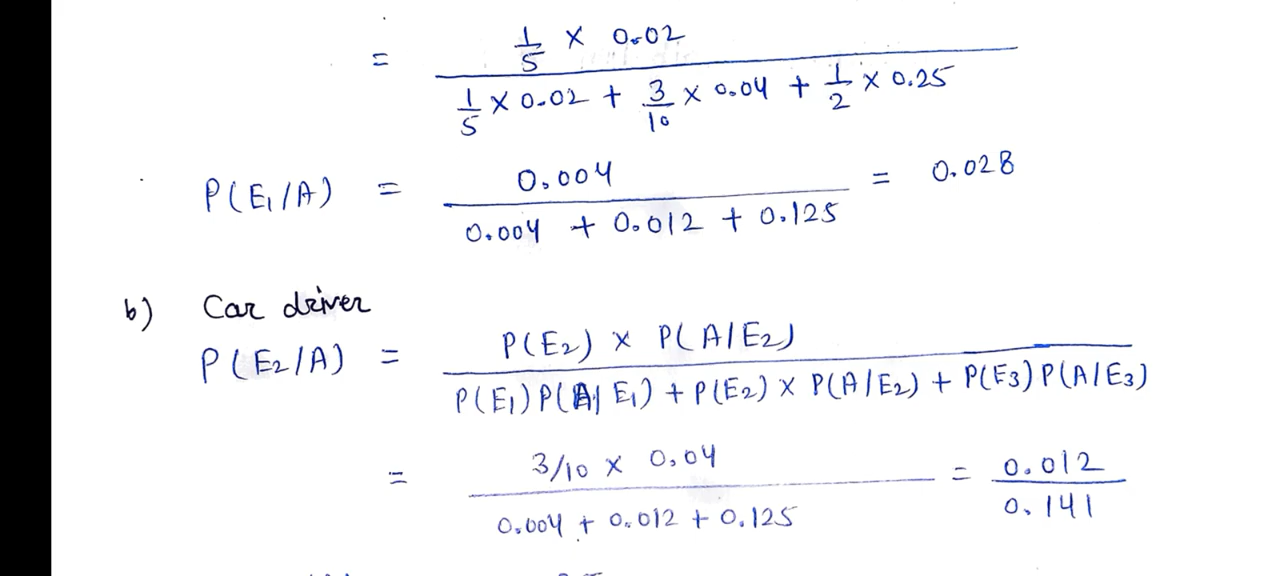 = 1/5 × 0.02 / (1/5 × 0.02 + 3/10 × 0.04 + 1/2 × 0.25)
P(E₁/A) = 0.004 / (0.004 + 0.012 + 0.125) = 0.028
b) Car driver
P(E₂/A) = P(E₂) × P(A/E₂) / (P(E₁)P(A/E₁) + P(E₂) × P(A/E₂) + P(E₃)P(A/E₃))
= 3/10 × 0.04 / (0.004 + 0.012 + 0.125) = 0.012/0.141